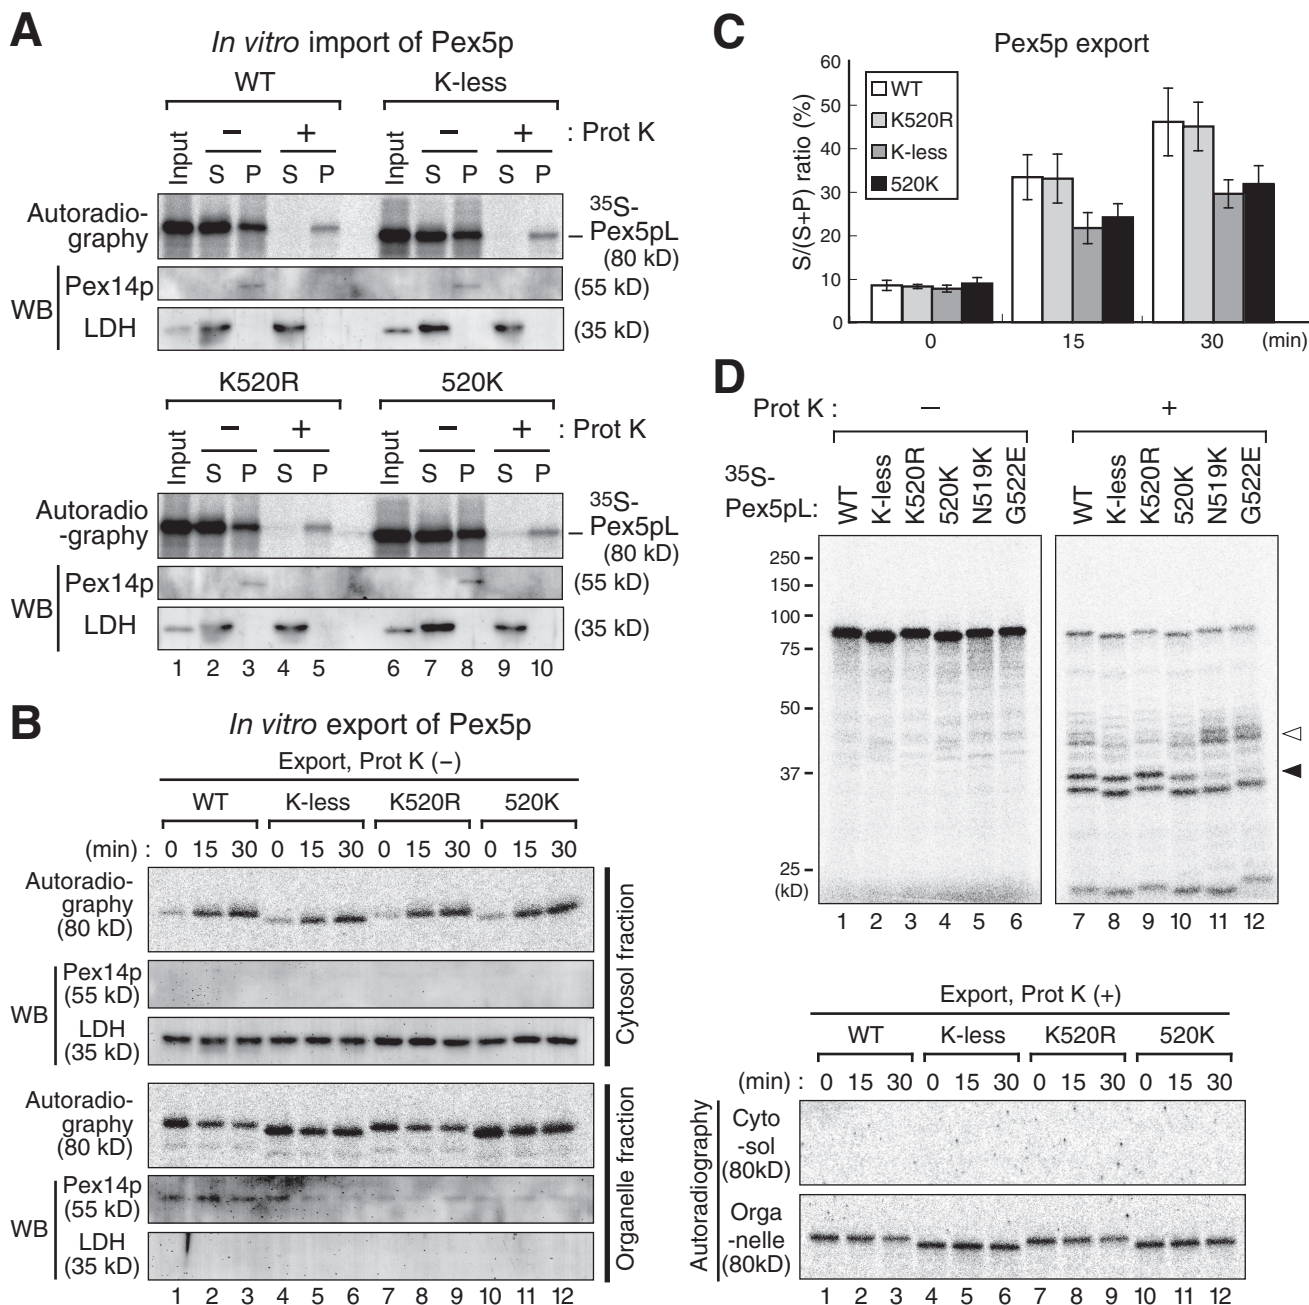 A
In vitro import of Pex5p
WT K-less
Input − + Input − + : Prot K
S P S P S P S P
Autoradio-
graphy
35S-
Pex5pL
(80 kD)
WB
Pex14p (55 kD)
LDH (35 kD)
K520R 520K
Input − + Input − + : Prot K
S P S P S P S P
Autoradio
-graphy
35S-
Pex5pL
(80 kD)
WB
Pex14p (55 kD)
LDH (35 kD)
1 2 3 4 5 6 7 8 9 10
B
In vitro export of Pex5p
Export, Prot K (−)
WT K-less K520R 520K
(min) : 0 15 30 0 15 30 0 15 30 0 15 30
Autoradio-
graphy
(80 kD)
WB
Pex14p
(55 kD)
LDH
(35 kD)
Cytosol fraction
Autoradio-
graphy
(80 kD)
WB
Pex14p
(55 kD)
LDH
(35 kD)
Organelle fraction
1 2 3 4 5 6 7 8 9 10 11 12
C
Pex5p export
S/(S+P) ratio (%)
60
50
40
30
20
10
0
WT
K520R
K-less
520K
0 15 30 (min)
D
Prot K : − +
35S-
Pex5pL:
WT K-less K520R 520K N519K G522E WT K-less K520R 520K N519K G522E
250
150
100
75
50
37
25
(kD)
1 2 3 4 5 6 7 8 9 10 11 12
Export, Prot K (+)
WT K-less K520R 520K
(min) : 0 15 30 0 15 30 0 15 30 0 15 30
Autoradiography
Cyto
-sol
(80kD)
Orga
-nelle
(80kD)
1 2 3 4 5 6 7 8 9 10 11 12